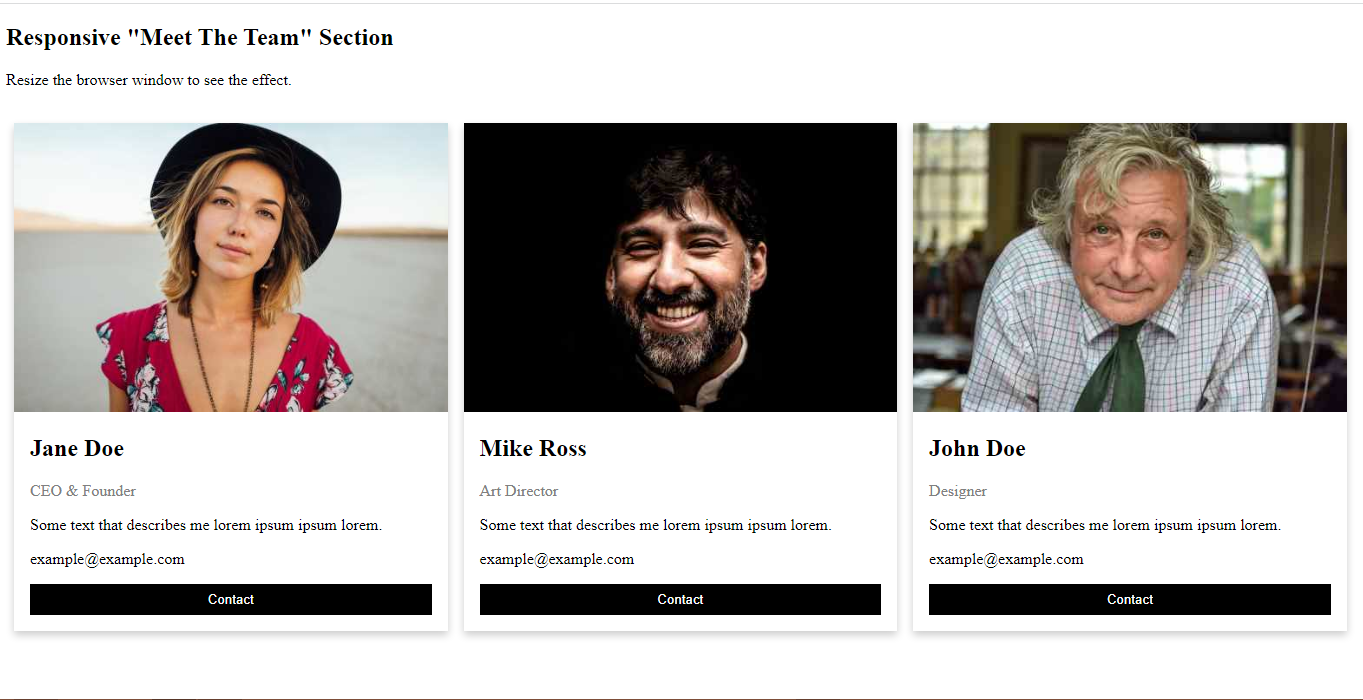 Responsive "Meet The Team" Section
Resize the browser window to see the effect.
Jane Doe
CEO & Founder
Some text that describes me lorem ipsum ipsum lorem.
example@example.com
Contact
Mike Ross
Art Director
Some text that describes me lorem ipsum ipsum lorem.
example@example.com
Contact
John Doe
Designer
Some text that describes me lorem ipsum ipsum lorem.
example@example.com
Contact